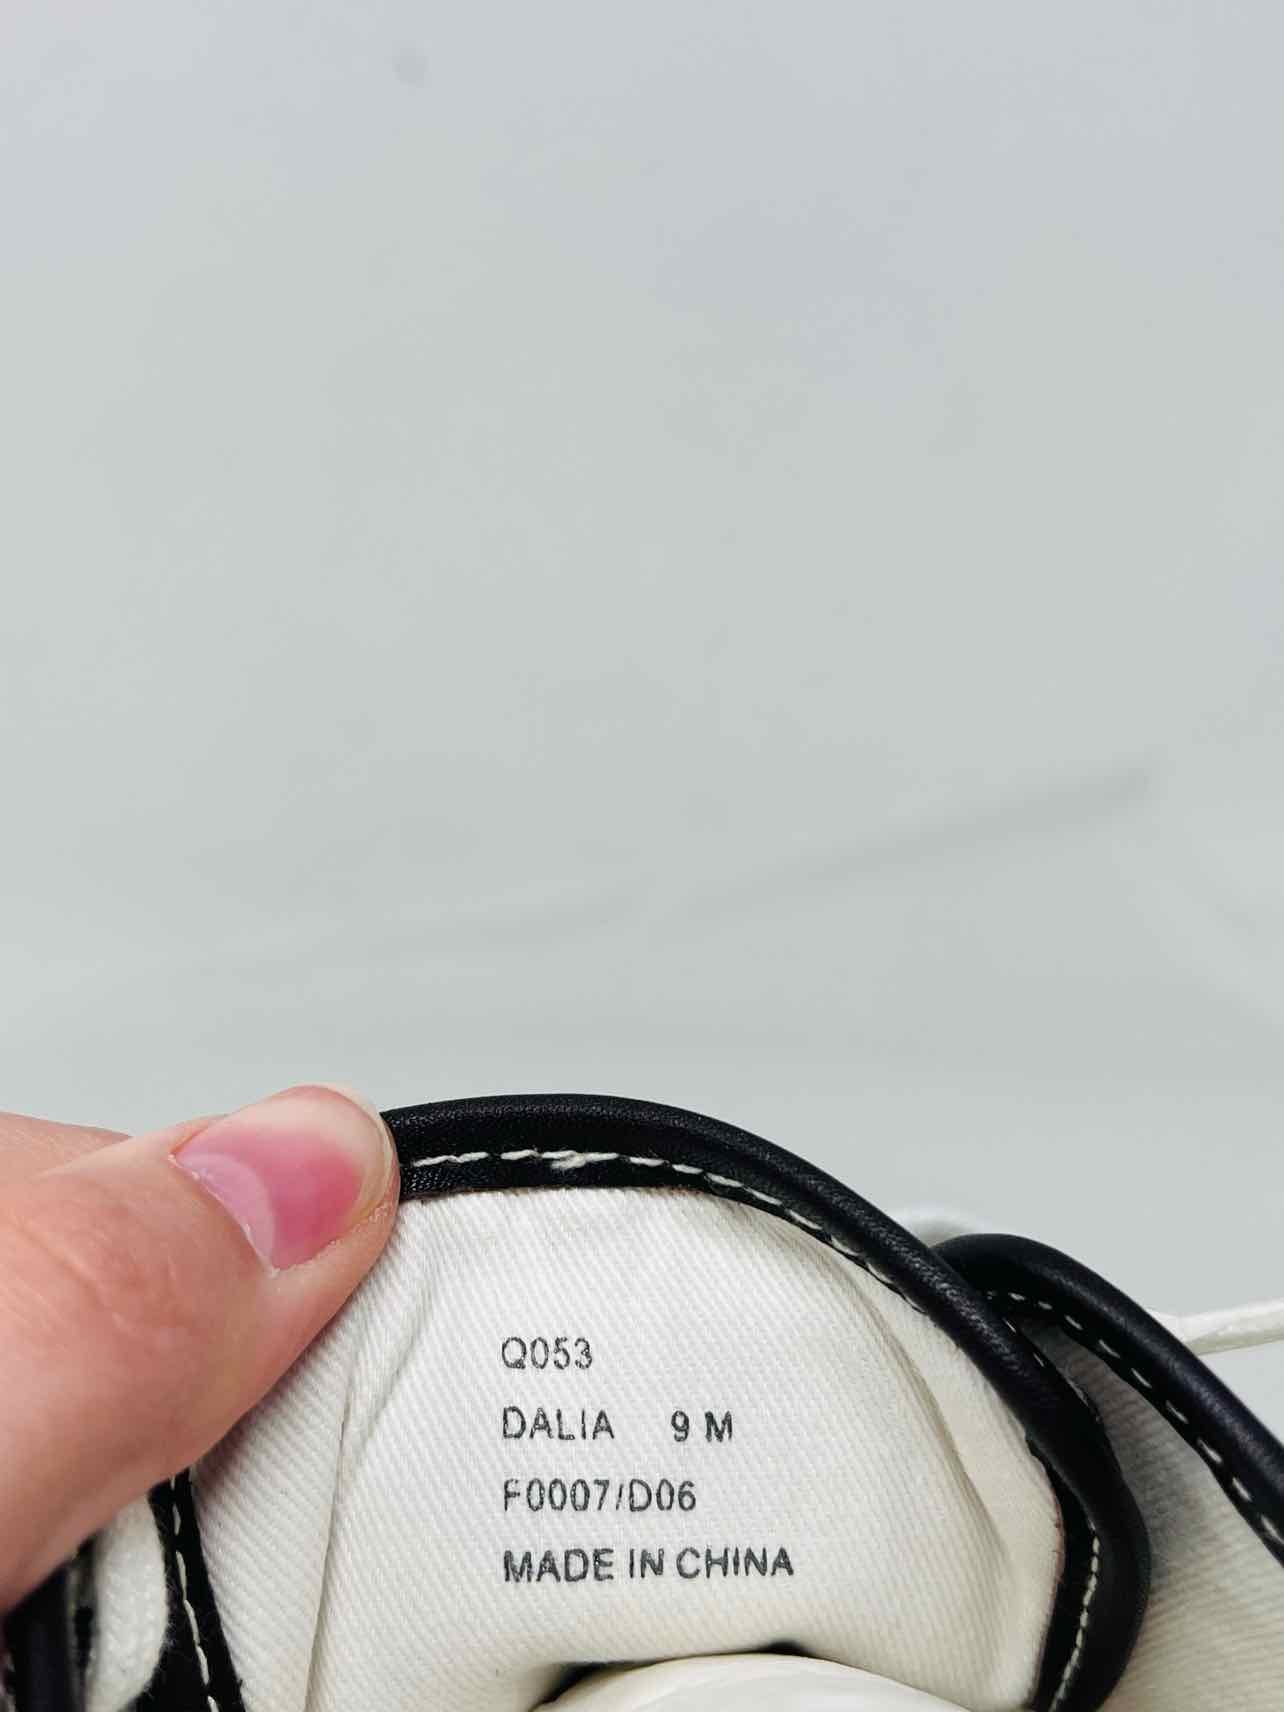 Q053
DALIA 9 M
F0007/D06
MADE IN CHINA